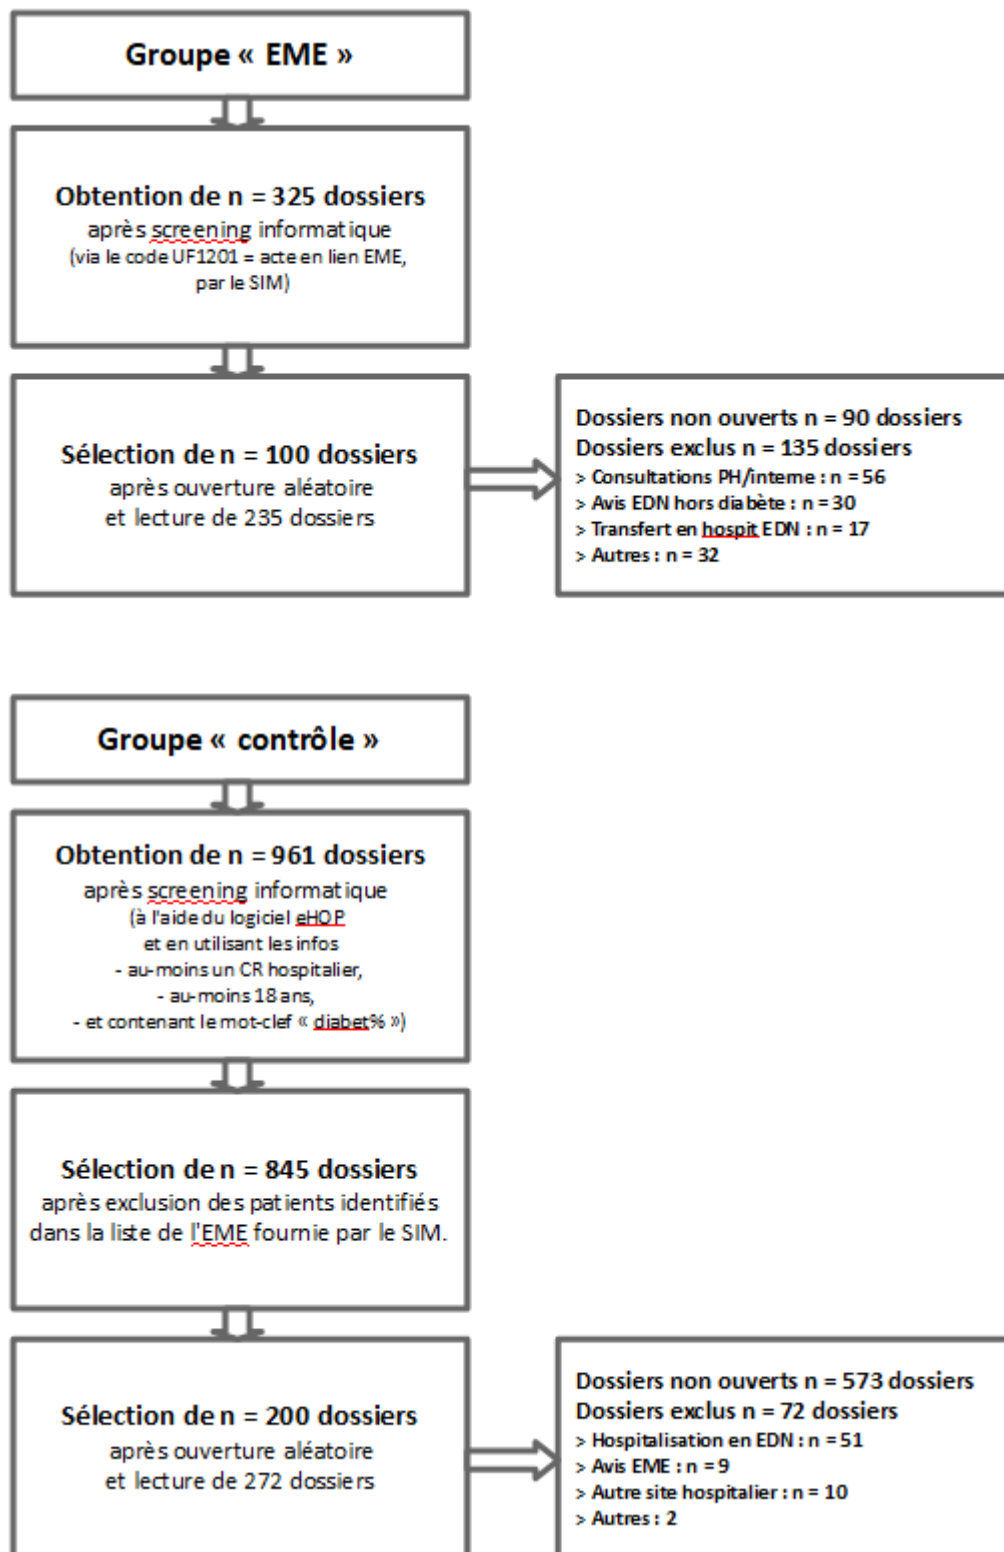 Groupe « EME »
Obtention de n = 325 dossiers
après screening informatique
(via le code UF1201 = acte en lien EME,
par le SIM)
Sélection de n = 100 dossiers
après ouverture aléatoire
et lecture de 235 dossiers
Dossiers non ouverts n = 90 dossiers
Dossiers exclus n = 135 dossiers
> Consultations PH/interne : n = 56
> Avis EDN hors diabète : n = 30
> Transfert en hospit EDN : n = 17
> Autres : n = 32
Groupe « contrôle »
Obtention de n = 961 dossiers
après screening informatique
(à l'aide du logiciel eHOP
et en utilisant les infos
- au-moins un CR hospitalier,
- au-moins 18 ans,
- et contenant le mot-clef « diabet% »)
Sélection de n = 845 dossiers
après exclusion des patients identifiés
dans la liste de l'EME fournie par le SIM.
Sélection de n = 200 dossiers
après ouverture aléatoire
et lecture de 272 dossiers
Dossiers non ouverts n = 573 dossiers
Dossiers exclus n = 72 dossiers
> Hospitalisation en EDN : n = 51
> Avis EME : n = 9
> Autre site hospitalier : n = 10
> Autres : 2